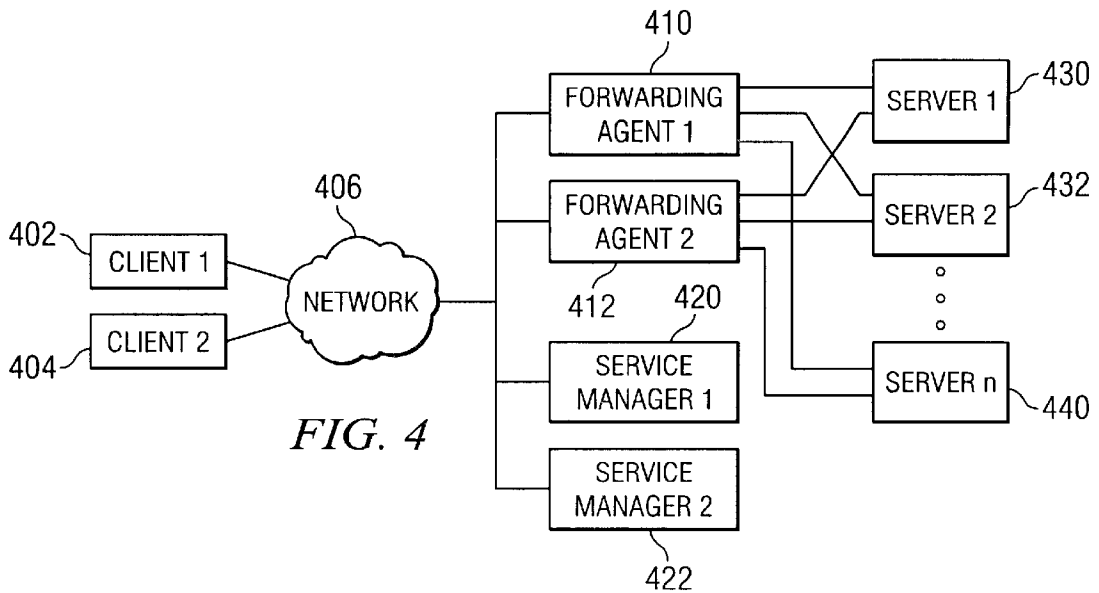 410
FORWARDING
AGENT 1
SERVER 1
430
406
402
CLIENT 1
NETWORK
FORWARDING
AGENT 2
412
SERVER 2
432
404
CLIENT 2
420
SERVICE
MANAGER 1
SERVER n
440
FIG. 4
SERVICE
MANAGER 2
422